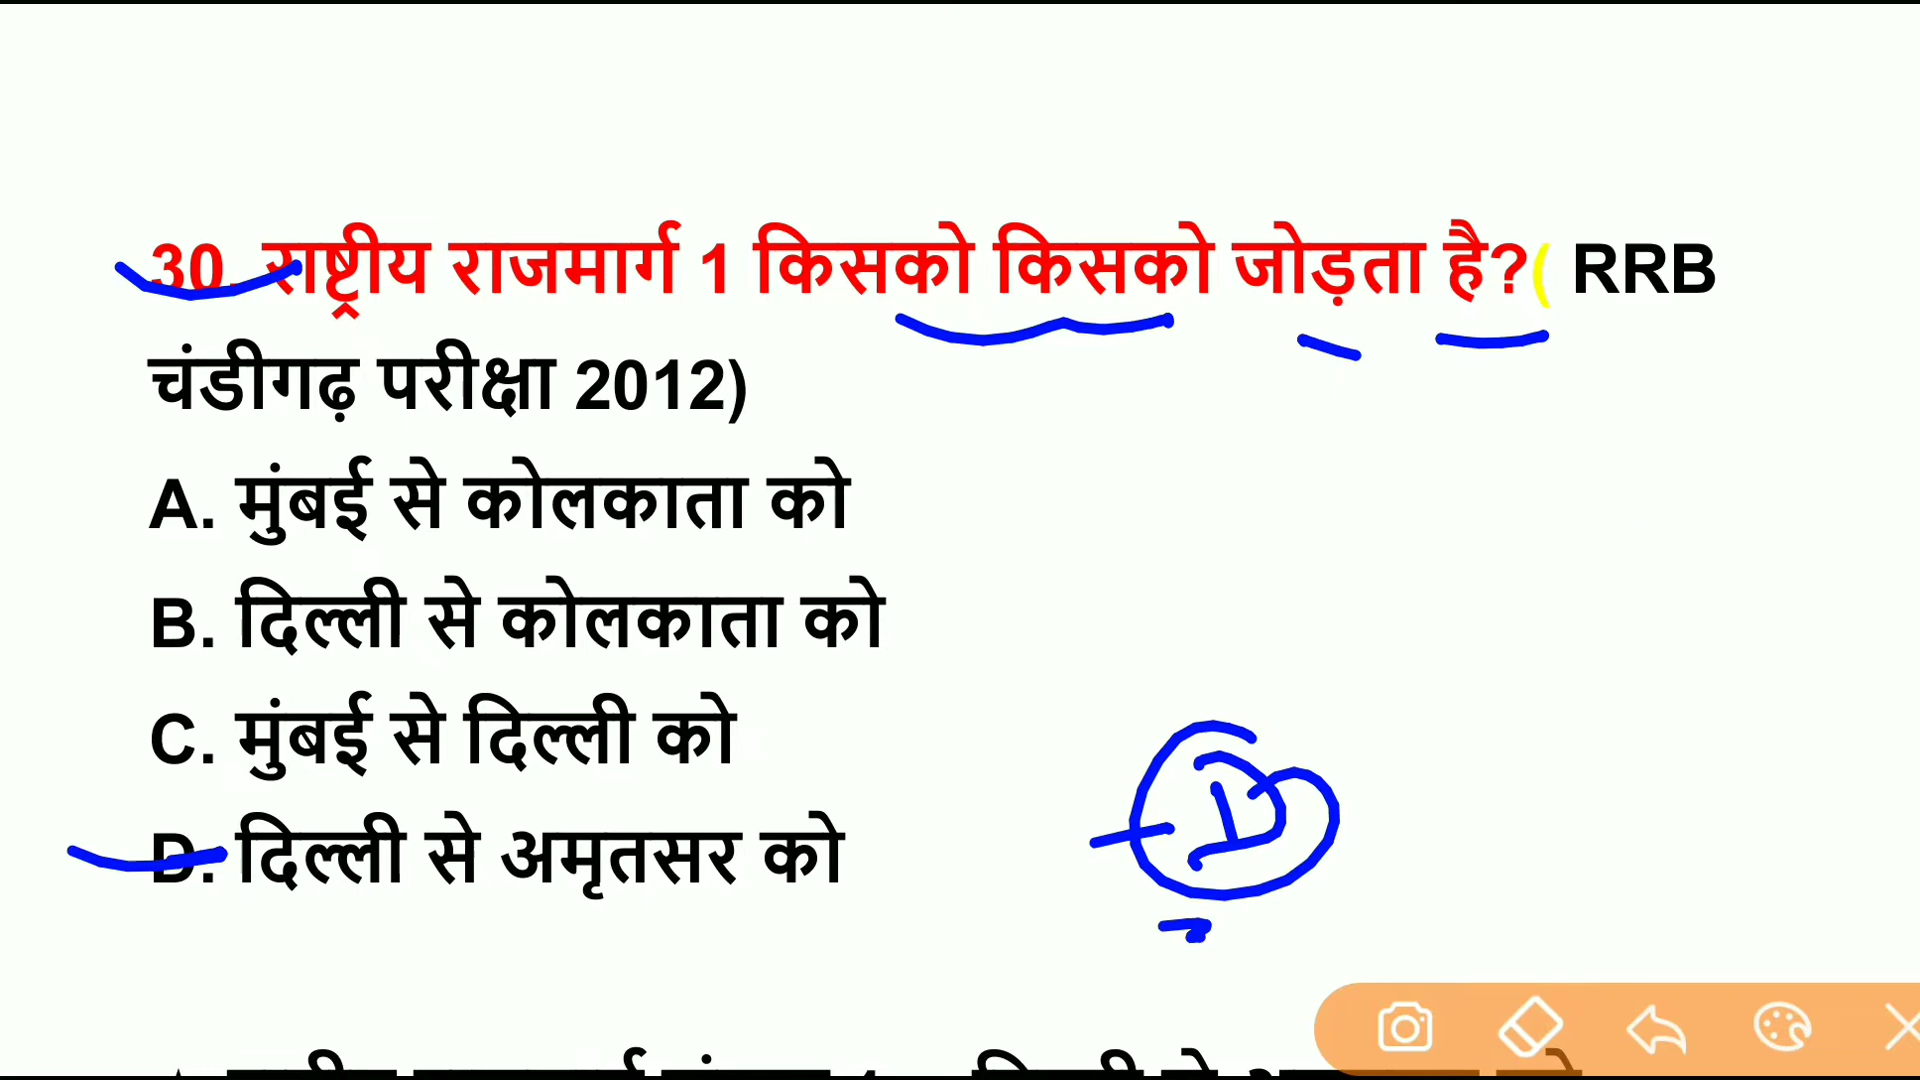 30. राष्ट्रीय राजमार्ग 1 किसको किसको जोड़ता है?( RRB
चंडीगढ़ परीक्षा 2012)
A. मुंबई से कोलकाता को
B. दिल्ली से कोलकाता को
C. मुंबई से दिल्ली को
D. दिल्ली से अमृतसर को
D